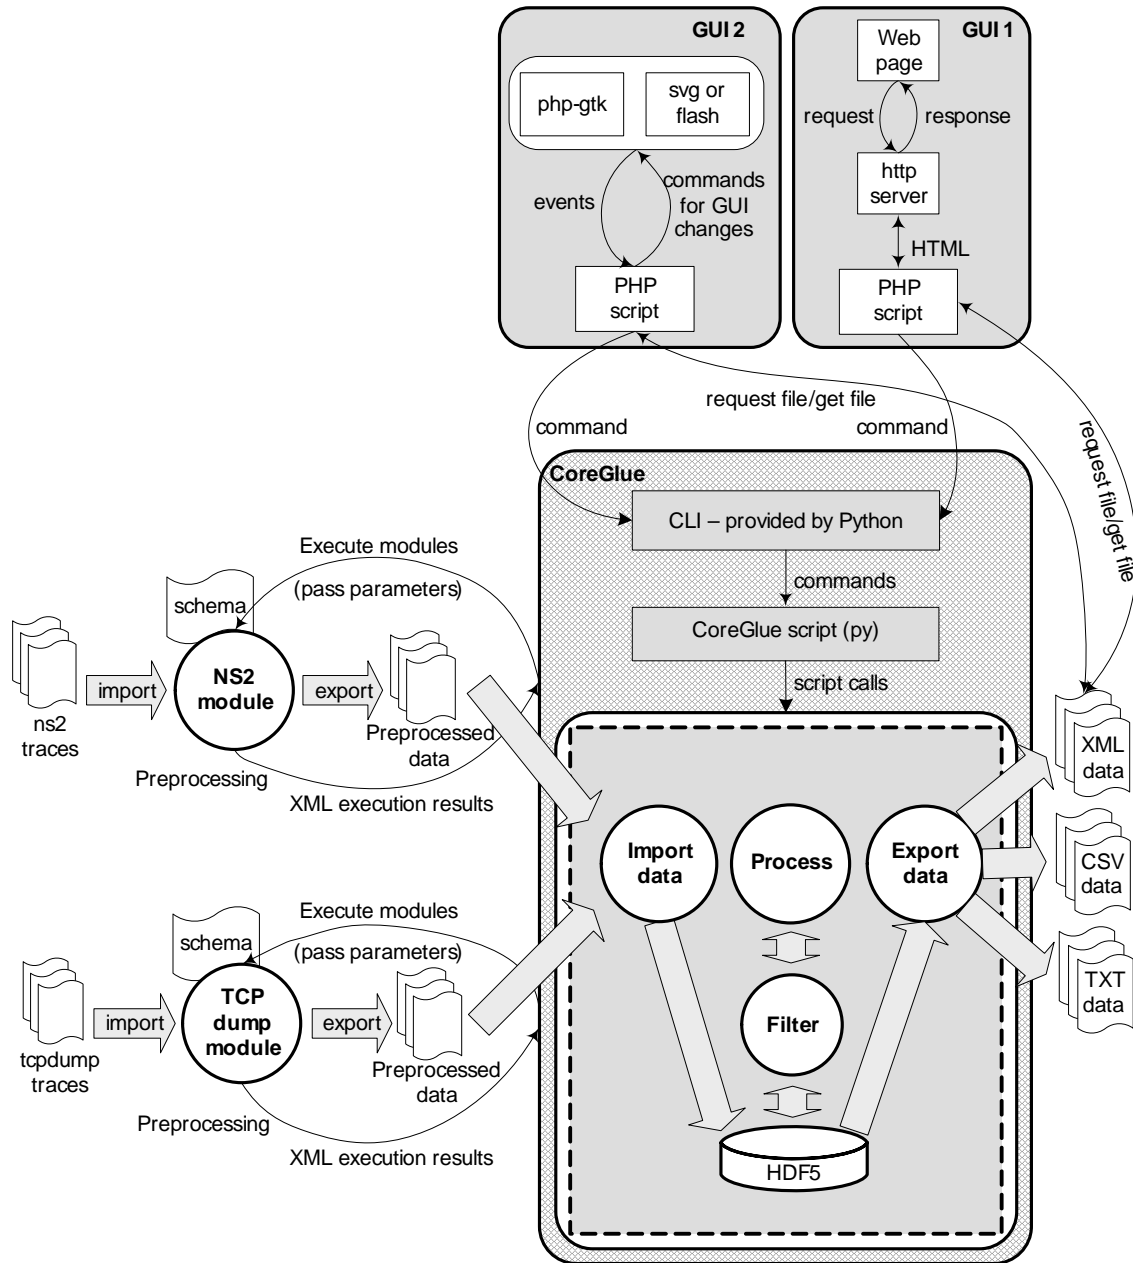 GUI 2
GUI 1
php-gtk
svg or
flash
Web
page
request
response
http
server
events
commands
for GUI
changes
HTML
PHP
script
PHP
script
request file/get file
command
command
request file/get file
CoreGlue
CLI – provided by Python
commands
CoreGlue script (py)
script calls
Execute modules
(pass parameters)
schema
NS2
module
import
export
ns2
traces
Preprocessed
data
Preprocessing
XML execution results
XML
data
Import
data
Process
Export
data
CSV
data
Execute modules
(pass parameters)
schema
TCP
dump
module
import
export
tcpdump
traces
Preprocessed
data
Preprocessing
XML execution results
Filter
TXT
data
HDF5